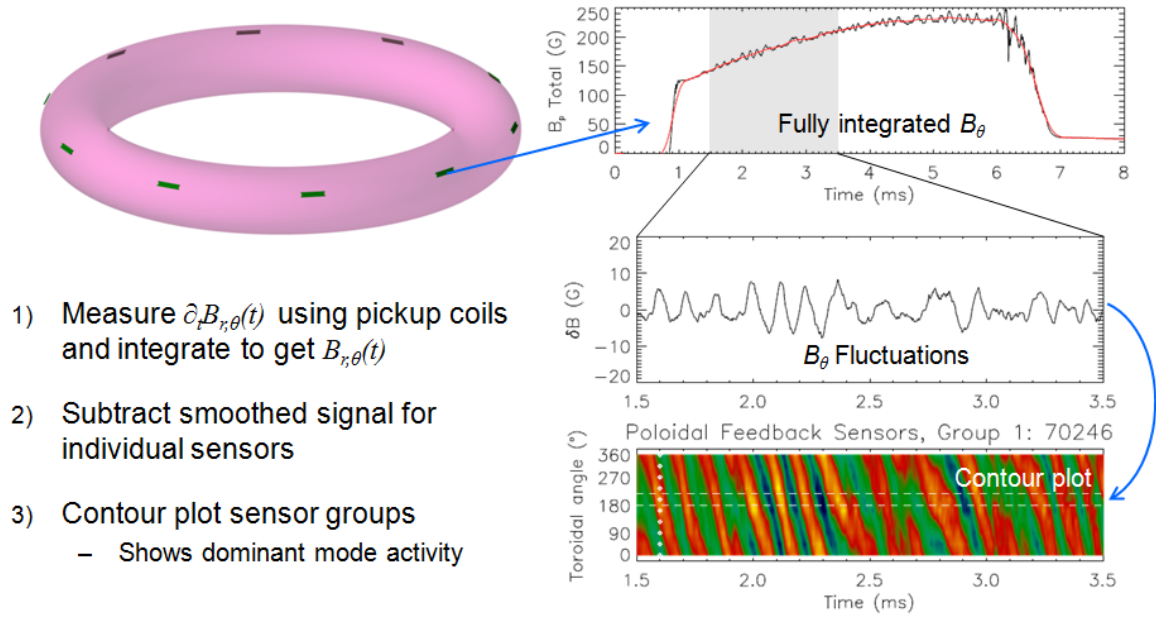 1) Measure ∂ₜB_{r,θ}(t) using pickup coils
and integrate to get B_{r,θ}(t)
2) Subtract smoothed signal for
individual sensors
3) Contour plot sensor groups
– Shows dominant mode activity
B_P Total (G)
250
200
150
100
50
0
Fully integrated B_θ
0 1 2 3 4 5 6 7 8
Time (ms)
δB (G)
20
10
0
−10
−20
B_θ Fluctuations
1.5 2.0 2.5 3.0 3.5
Poloidal Feedback Sensors, Group 1: 70246
Toroidal angle (°)
360
270
180
90
0
Contour plot
1.5 2.0 2.5 3.0 3.5
Time (ms)